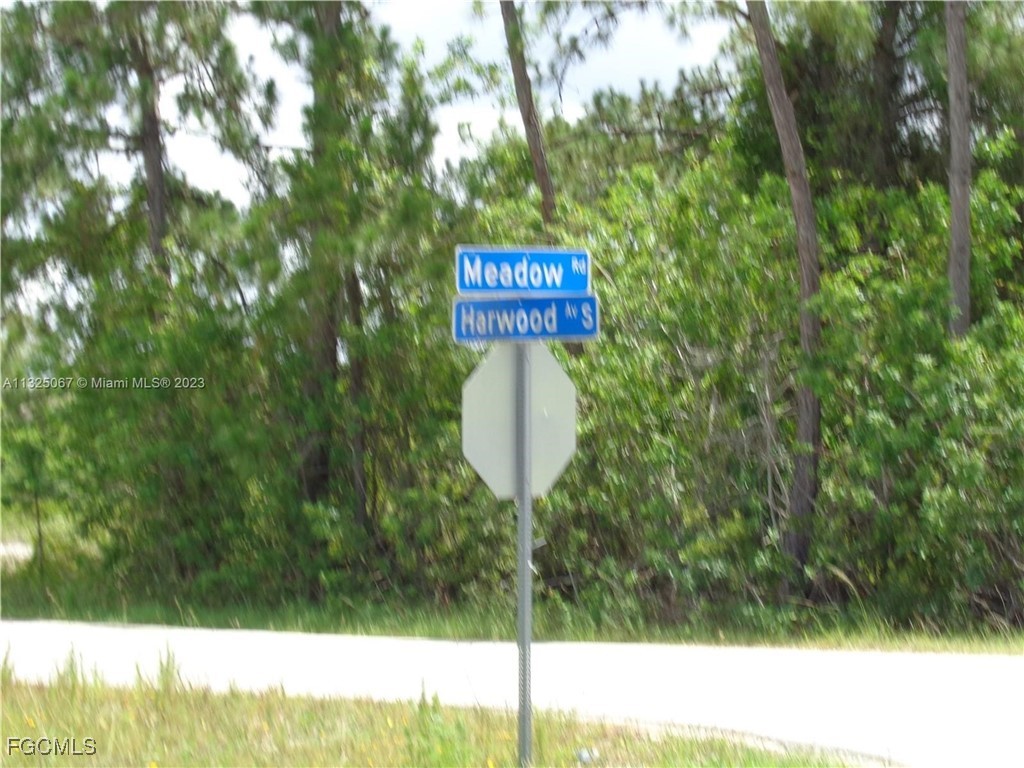 Meadow Rd
Harwood Av S
A11325067 © Miami MLS® 2023
FGCMLS